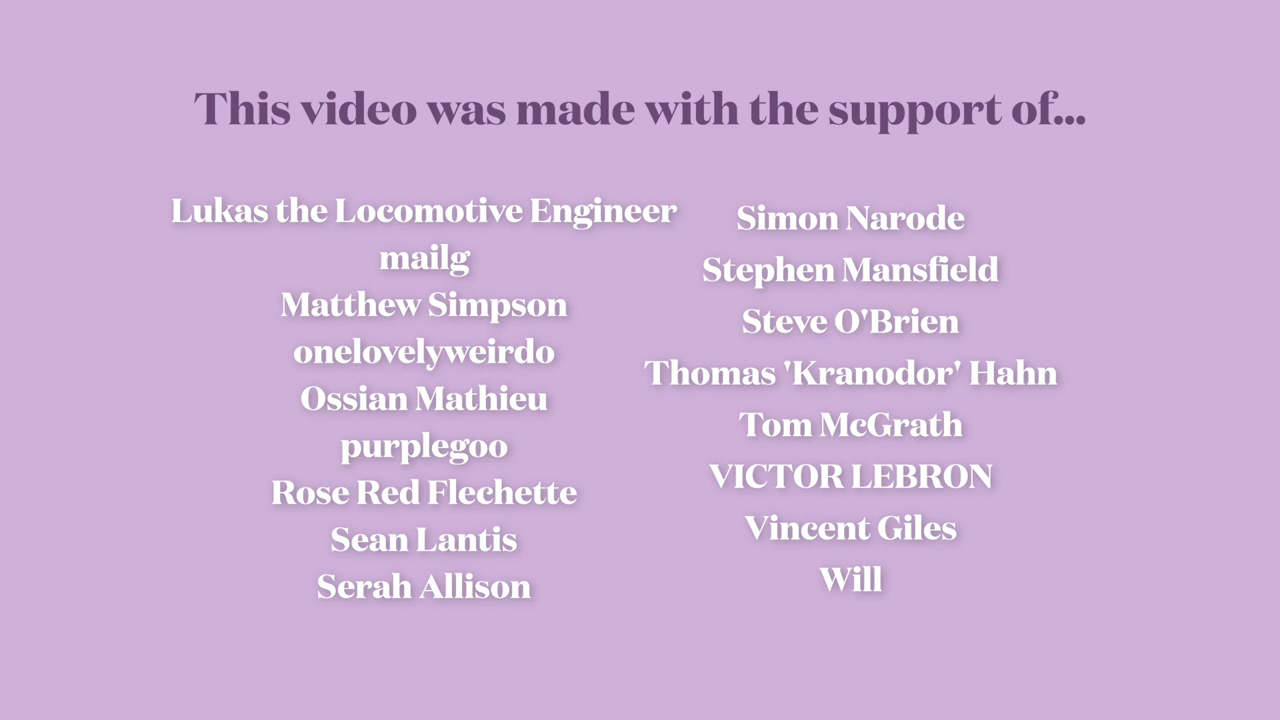 This video was made with the support of...
Lukas the Locomotive Engineer
mailg
Matthew Simpson
onelovelyweirdo
Ossian Mathieu
purplegoo
Rose Red Flechette
Sean Lantis
Serah Allison
Simon Narode
Stephen Mansfield
Steve O'Brien
Thomas 'Kranodor' Hahn
Tom McGrath
VICTOR LEBRON
Vincent Giles
Will